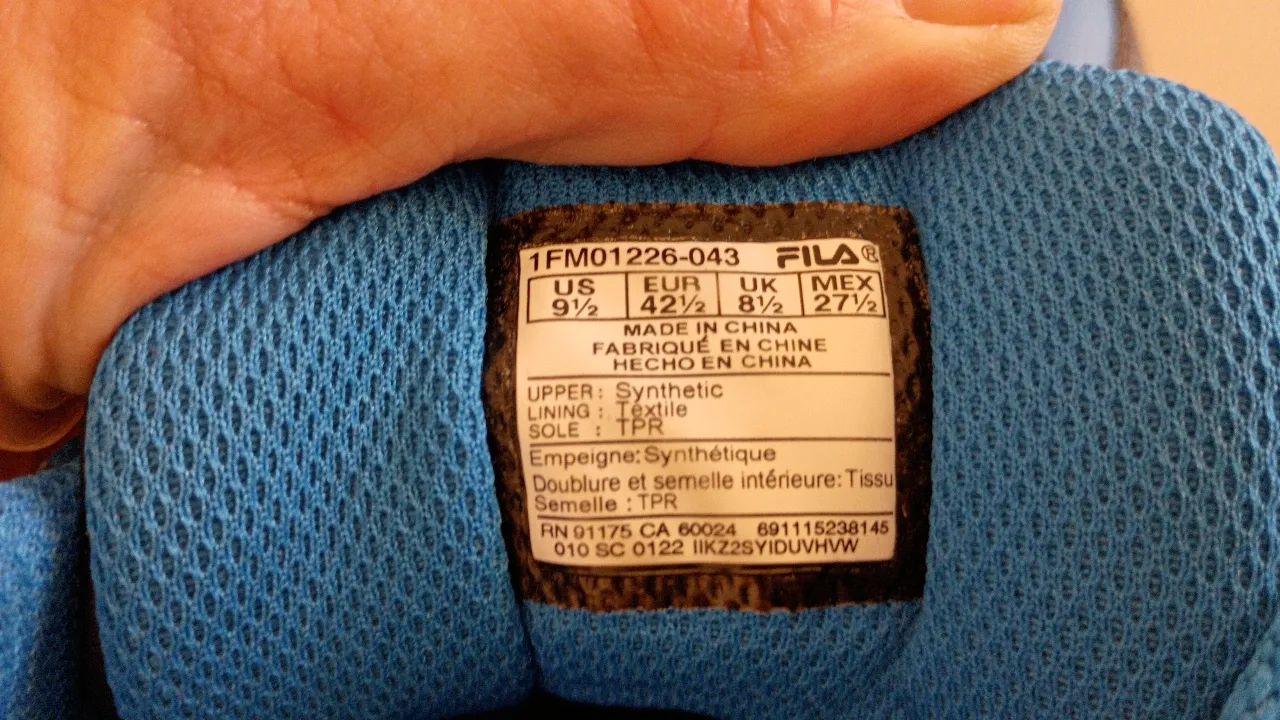 1FM01226-043 FILA®
US EUR UK MEX
9½ 42½ 8½ 27½
MADE IN CHINA
FABRIQUÉ EN CHINE
HECHO EN CHINA
UPPER : Synthetic
LINING : Textile
SOLE : TPR
Empeigne: Synthétique
Doublure et semelle intérieure: Tissu
Semelle : TPR
RN 91175 CA 60024 691115238145
010 SC 0122 IIKZ2SYIDUVHVW